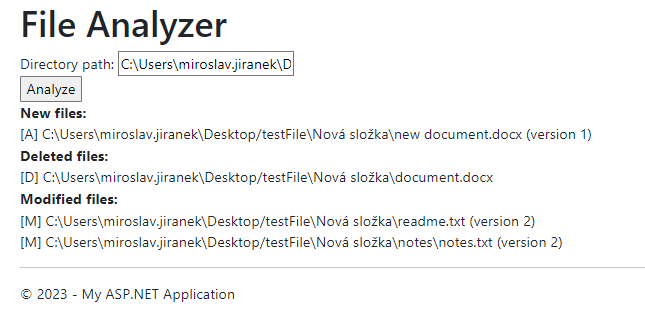 File Analyzer
Directory path: C:\Users\miroslav.jiranek\D
Analyze
New files:
[A] C:\Users\miroslav.jiranek\Desktop/testFile\Nová složka\new document.docx (version 1)
Deleted files:
[D] C:\Users\miroslav.jiranek\Desktop/testFile\Nová složka\document.docx
Modified files:
[M] C:\Users\miroslav.jiranek\Desktop/testFile\Nová složka\readme.txt (version 2)
[M] C:\Users\miroslav.jiranek\Desktop/testFile\Nová složka\notes\notes.txt (version 2)
© 2023 - My ASP.NET Application